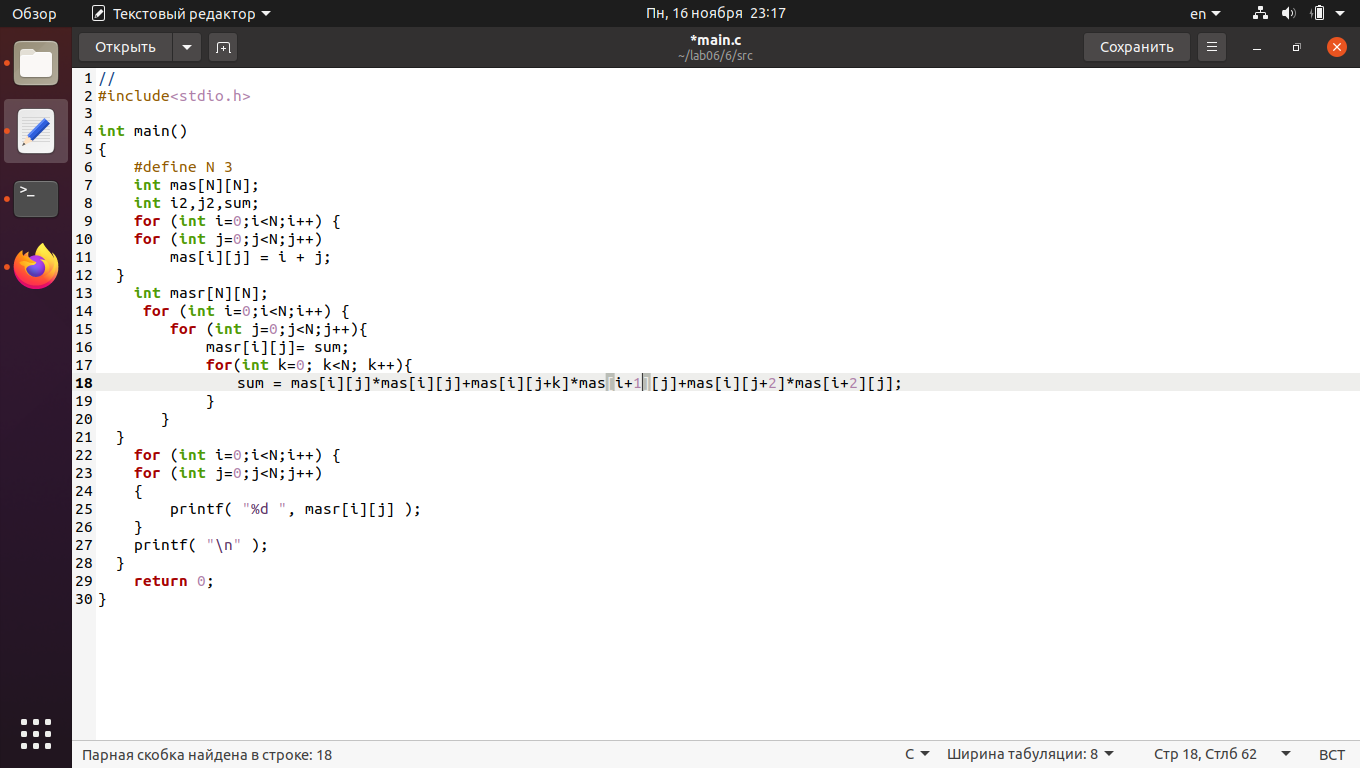 Обзор Текстовый редактор Пн, 16 ноября 23:17 en
Открыть *main.c Сохранить
~/lab06/6/src
1 //
2 #include<stdio.h>
3
4 int main()
5 {
6     #define N 3
7     int mas[N][N];
8     int i2,j2,sum;
9     for (int i=0;i<N;i++) {
10     for (int j=0;j<N;j++)
11         mas[i][j] = i + j;
12   }
13     int masr[N][N];
14      for (int i=0;i<N;i++) {
15         for (int j=0;j<N;j++){
16             masr[i][j]= sum;
17             for(int k=0; k<N; k++){
18                 sum = mas[i][j]*mas[i][j]+mas[i][j+k]*mas[i+1][j]+mas[i][j+2]*mas[i+2][j];
19             }
20        }
21   }
22     for (int i=0;i<N;i++) {
23     for (int j=0;j<N;j++)
24     {
25         printf( "%d ", masr[i][j] );
26     }
27     printf( "\n" );
28   }
29     return 0;
30 }
Парная скобка найдена в строке: 18 C Ширина табуляции: 8 Стр 18, Стлб 62 ВСТ